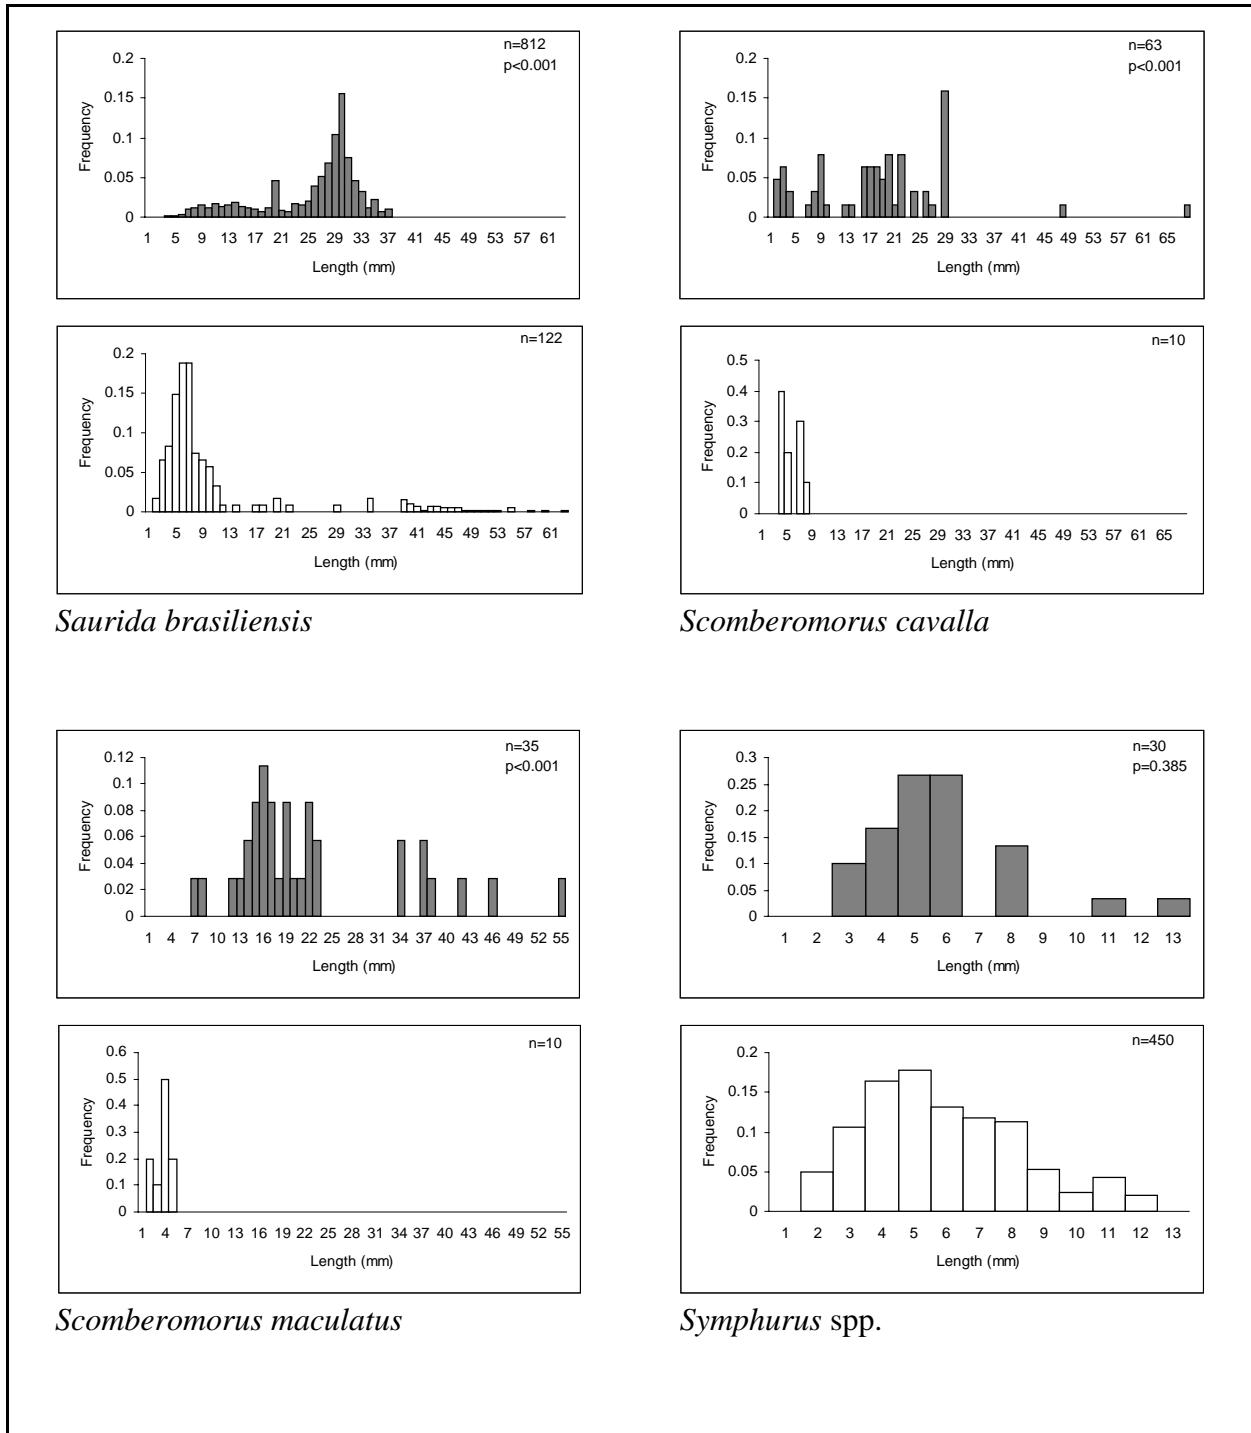 n=812
p<0.001
0.2
0.15
0.1
0.05
0
Frequency
1 5 9 13 17 21 25 29 33 37 41 45 49 53 57 61
Length (mm)
n=122
0.2
0.15
0.1
0.05
0
Frequency
1 5 9 13 17 21 25 29 33 37 41 45 49 53 57 61
Length (mm)
Saurida brasiliensis
n=63
p<0.001
0.2
0.15
0.1
0.05
0
Frequency
1 5 9 13 17 21 25 29 33 37 41 45 49 53 57 61 65
Length (mm)
n=10
0.5
0.4
0.3
0.2
0.1
0
Frequency
1 5 9 13 17 21 25 29 33 37 41 45 49 53 57 61 65
Length (mm)
Scomberomorus cavalla
n=35
p<0.001
0.12
0.1
0.08
0.06
0.04
0.02
0
Frequency
1 4 7 10 13 16 19 22 25 28 31 34 37 40 43 46 49 52 55
Length (mm)
n=10
0.6
0.5
0.4
0.3
0.2
0.1
0
Frequency
1 4 7 10 13 16 19 22 25 28 31 34 37 40 43 46 49 52 55
Length (mm)
Scomberomorus maculatus
n=30
p=0.385
0.3
0.25
0.2
0.15
0.1
0.05
0
Frequency
1 2 3 4 5 6 7 8 9 10 11 12 13
Length (mm)
n=450
0.2
0.15
0.1
0.05
0
Frequency
1 2 3 4 5 6 7 8 9 10 11 12 13
Length (mm)
Symphurus spp.